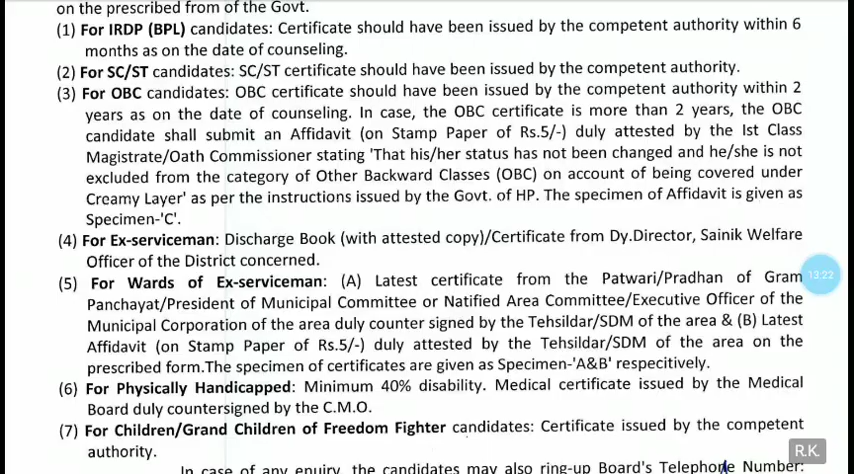 on the prescribed from of the Govt.
(1) For IRDP (BPL) candidates: Certificate should have been issued by the competent authority within 6
months as on the date of counseling.
(2) For SC/ST candidates: SC/ST certificate should have been issued by the competent authority.
(3) For OBC candidates: OBC certificate should have been issued by the competent authority within 2
years as on the date of counseling. In case, the OBC certificate is more than 2 years, the OBC
candidate shall submit an Affidavit (on Stamp Paper of Rs.5/-) duly attested by the Ist Class
Magistrate/Oath Commissioner stating 'That his/her status has not been changed and he/she is not
excluded from the category of Other Backward Classes (OBC) on account of being covered under
Creamy Layer' as per the instructions issued by the Govt. of HP. The specimen of Affidavit is given as
Specimen-'C'.
(4) For Ex-serviceman: Discharge Book (with attested copy)/Certificate from Dy.Director, Sainik Welfare
Officer of the District concerned.
(5) For Wards of Ex-serviceman: (A) Latest certificate from the Patwari/Pradhan of Gram
13:22
Panchayat/President of Municipal Committee or Natified Area Committee/Executive Officer of the
Municipal Corporation of the area duly counter signed by the Tehsildar/SDM of the area & (B) Latest
Affidavit (on Stamp Paper of Rs.5/-) duly attested by the Tehsildar/SDM of the area on the
prescribed form.The specimen of certificates are given as Specimen-'A&B' respecitively.
(6) For Physically Handicapped: Minimum 40% disability. Medical certificate issued by the Medical
Board duly countersigned by the C.M.O.
(7) For Children/Grand Children of Freedom Fighter candidates: Certificate issued by the competent
authority.
R.K.
In case of any enquiry, the candidates may also ring-up Board's Telephone Number: